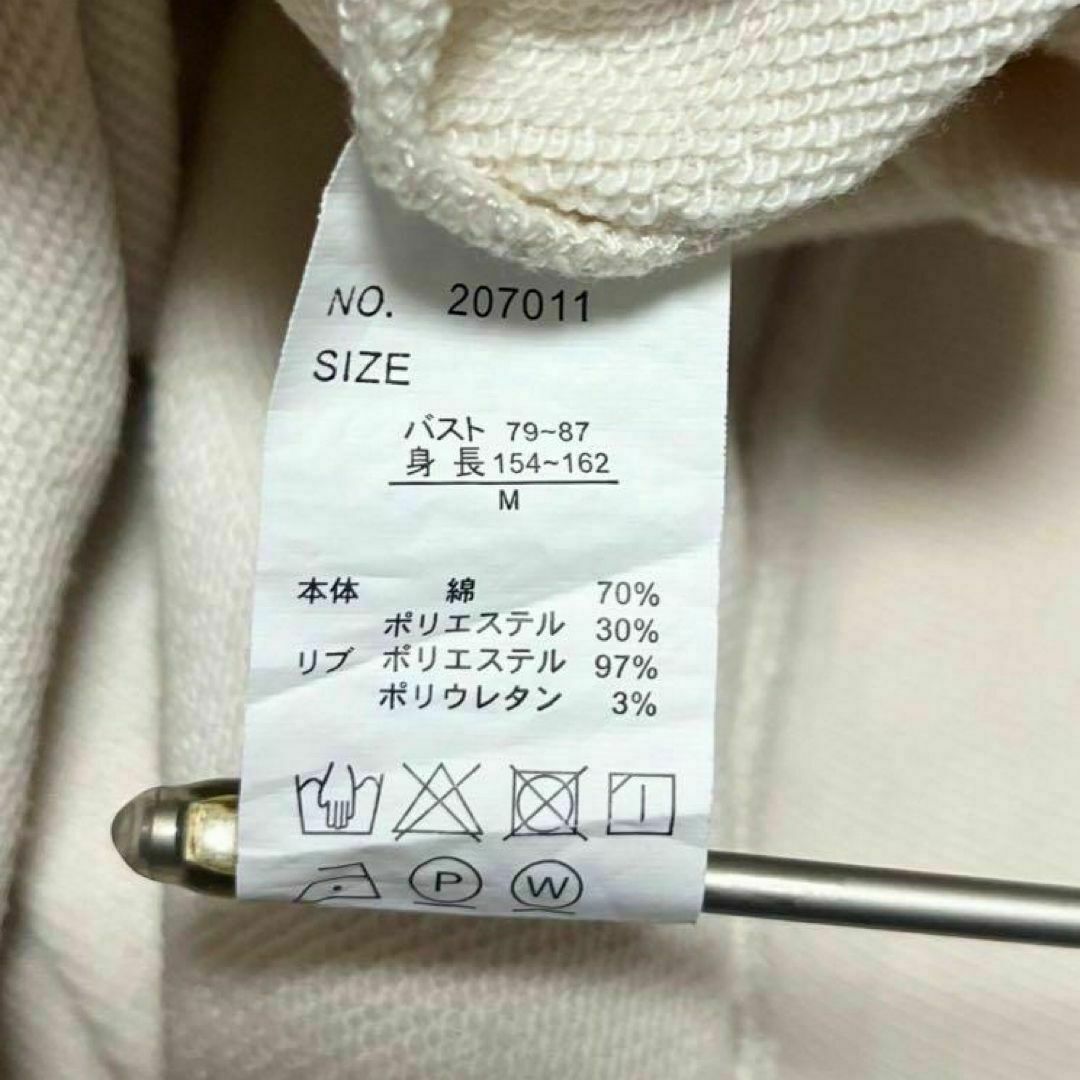 NO. 207011
SIZE
バスト 79~87
身長 154~162
M
本体 綿 70%
ポリエステル 30%
リブ ポリエステル 97%
ポリウレタン 3%
P W